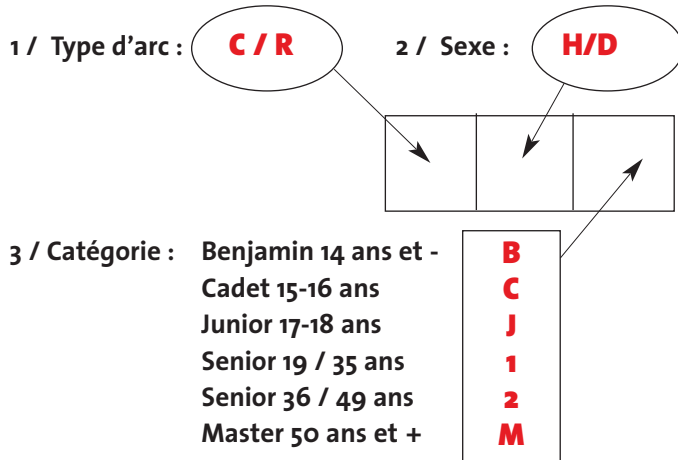 1 / Type d'arc : C / R 2 / Sexe : H/D
3 / Catégorie : Benjamin 14 ans et - B
Cadet 15-16 ans C
Junior 17-18 ans J
Senior 19 / 35 ans 1
Senior 36 / 49 ans 2
Master 50 ans et + M